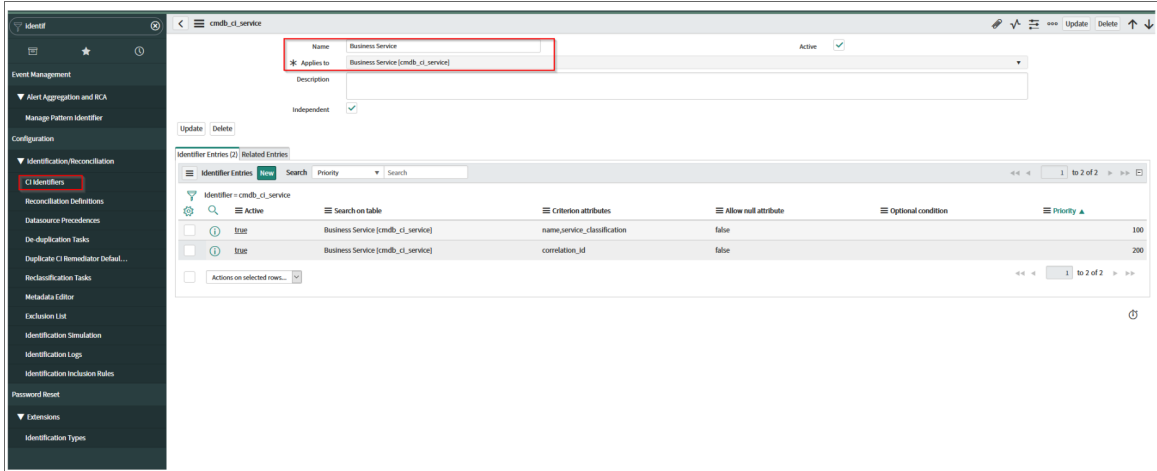 identif
cmdb_ci_service
Update Delete
Name Business Service Active
Applies to Business Service [cmdb_ci_service]
Description
Independent
Update Delete
Event Management
Alert Aggregation and RCA
Manage Pattern Identifier
Configuration
Identification/Reconciliation
CI Identifiers
Reconciliation Definitions
Datasource Precedences
De-duplication Tasks
Duplicate CI Remediator Defaul...
Reclassification Tasks
Metadata Editor
Exclusion List
Identification Simulation
Identification Logs
Identification Inclusion Rules
Password Reset
Extensions
Identification Types
Identifier Entries (2) Related Entries
Identifier Entries New Search Priority Search 1 to 2 of 2
Identifier = cmdb_ci_service
Active Search on table Criterion attributes Allow null attribute Optional condition Priority
true Business Service [cmdb_ci_service] name,service_classification false 100
true Business Service [cmdb_ci_service] correlation_id false 200
Actions on selected rows... 1 to 2 of 2